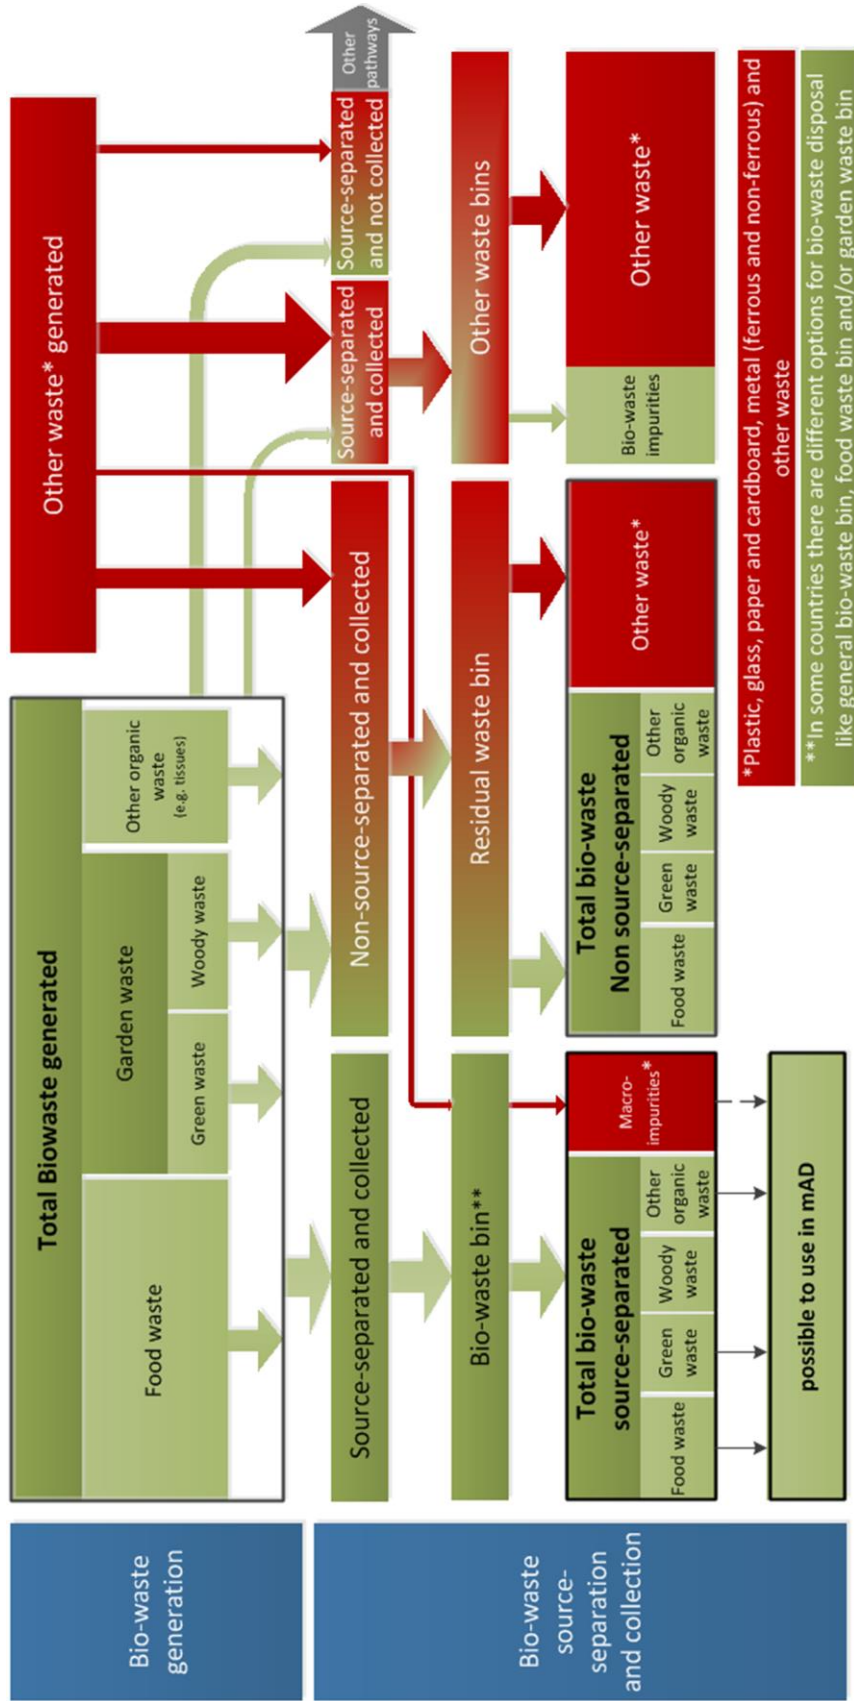 Bio-waste
generation
Total Biowaste generated
Food waste
Garden waste
Green waste
Woody waste
Other organic
waste
(e.g. tissues)
Other waste* generated
Bio-waste
source-
separation
and collection
Source-separated and collected
Non-source-separated and collected
Source-separated
and collected
Source-separated
and not collected
Other
pathways
Bio-waste bin**
Residual waste bin
Other waste bins
Total bio-waste
source-separated
Food waste
Green
waste
Woody
waste
Other
organic
waste
Macro-
impurities*
Total bio-waste
Non source-separated
Food waste
Green
waste
Woody
waste
Other
organic
waste
Other waste*
Bio-waste
impurities
Other waste*
possible to use in mAD
*Plastic, glass, paper and cardboard, metal (ferrous and non-ferrous) and
other waste
**In some countries there are different options for bio-waste disposal
like general bio-waste bin, food waste bin and/or garden waste bin